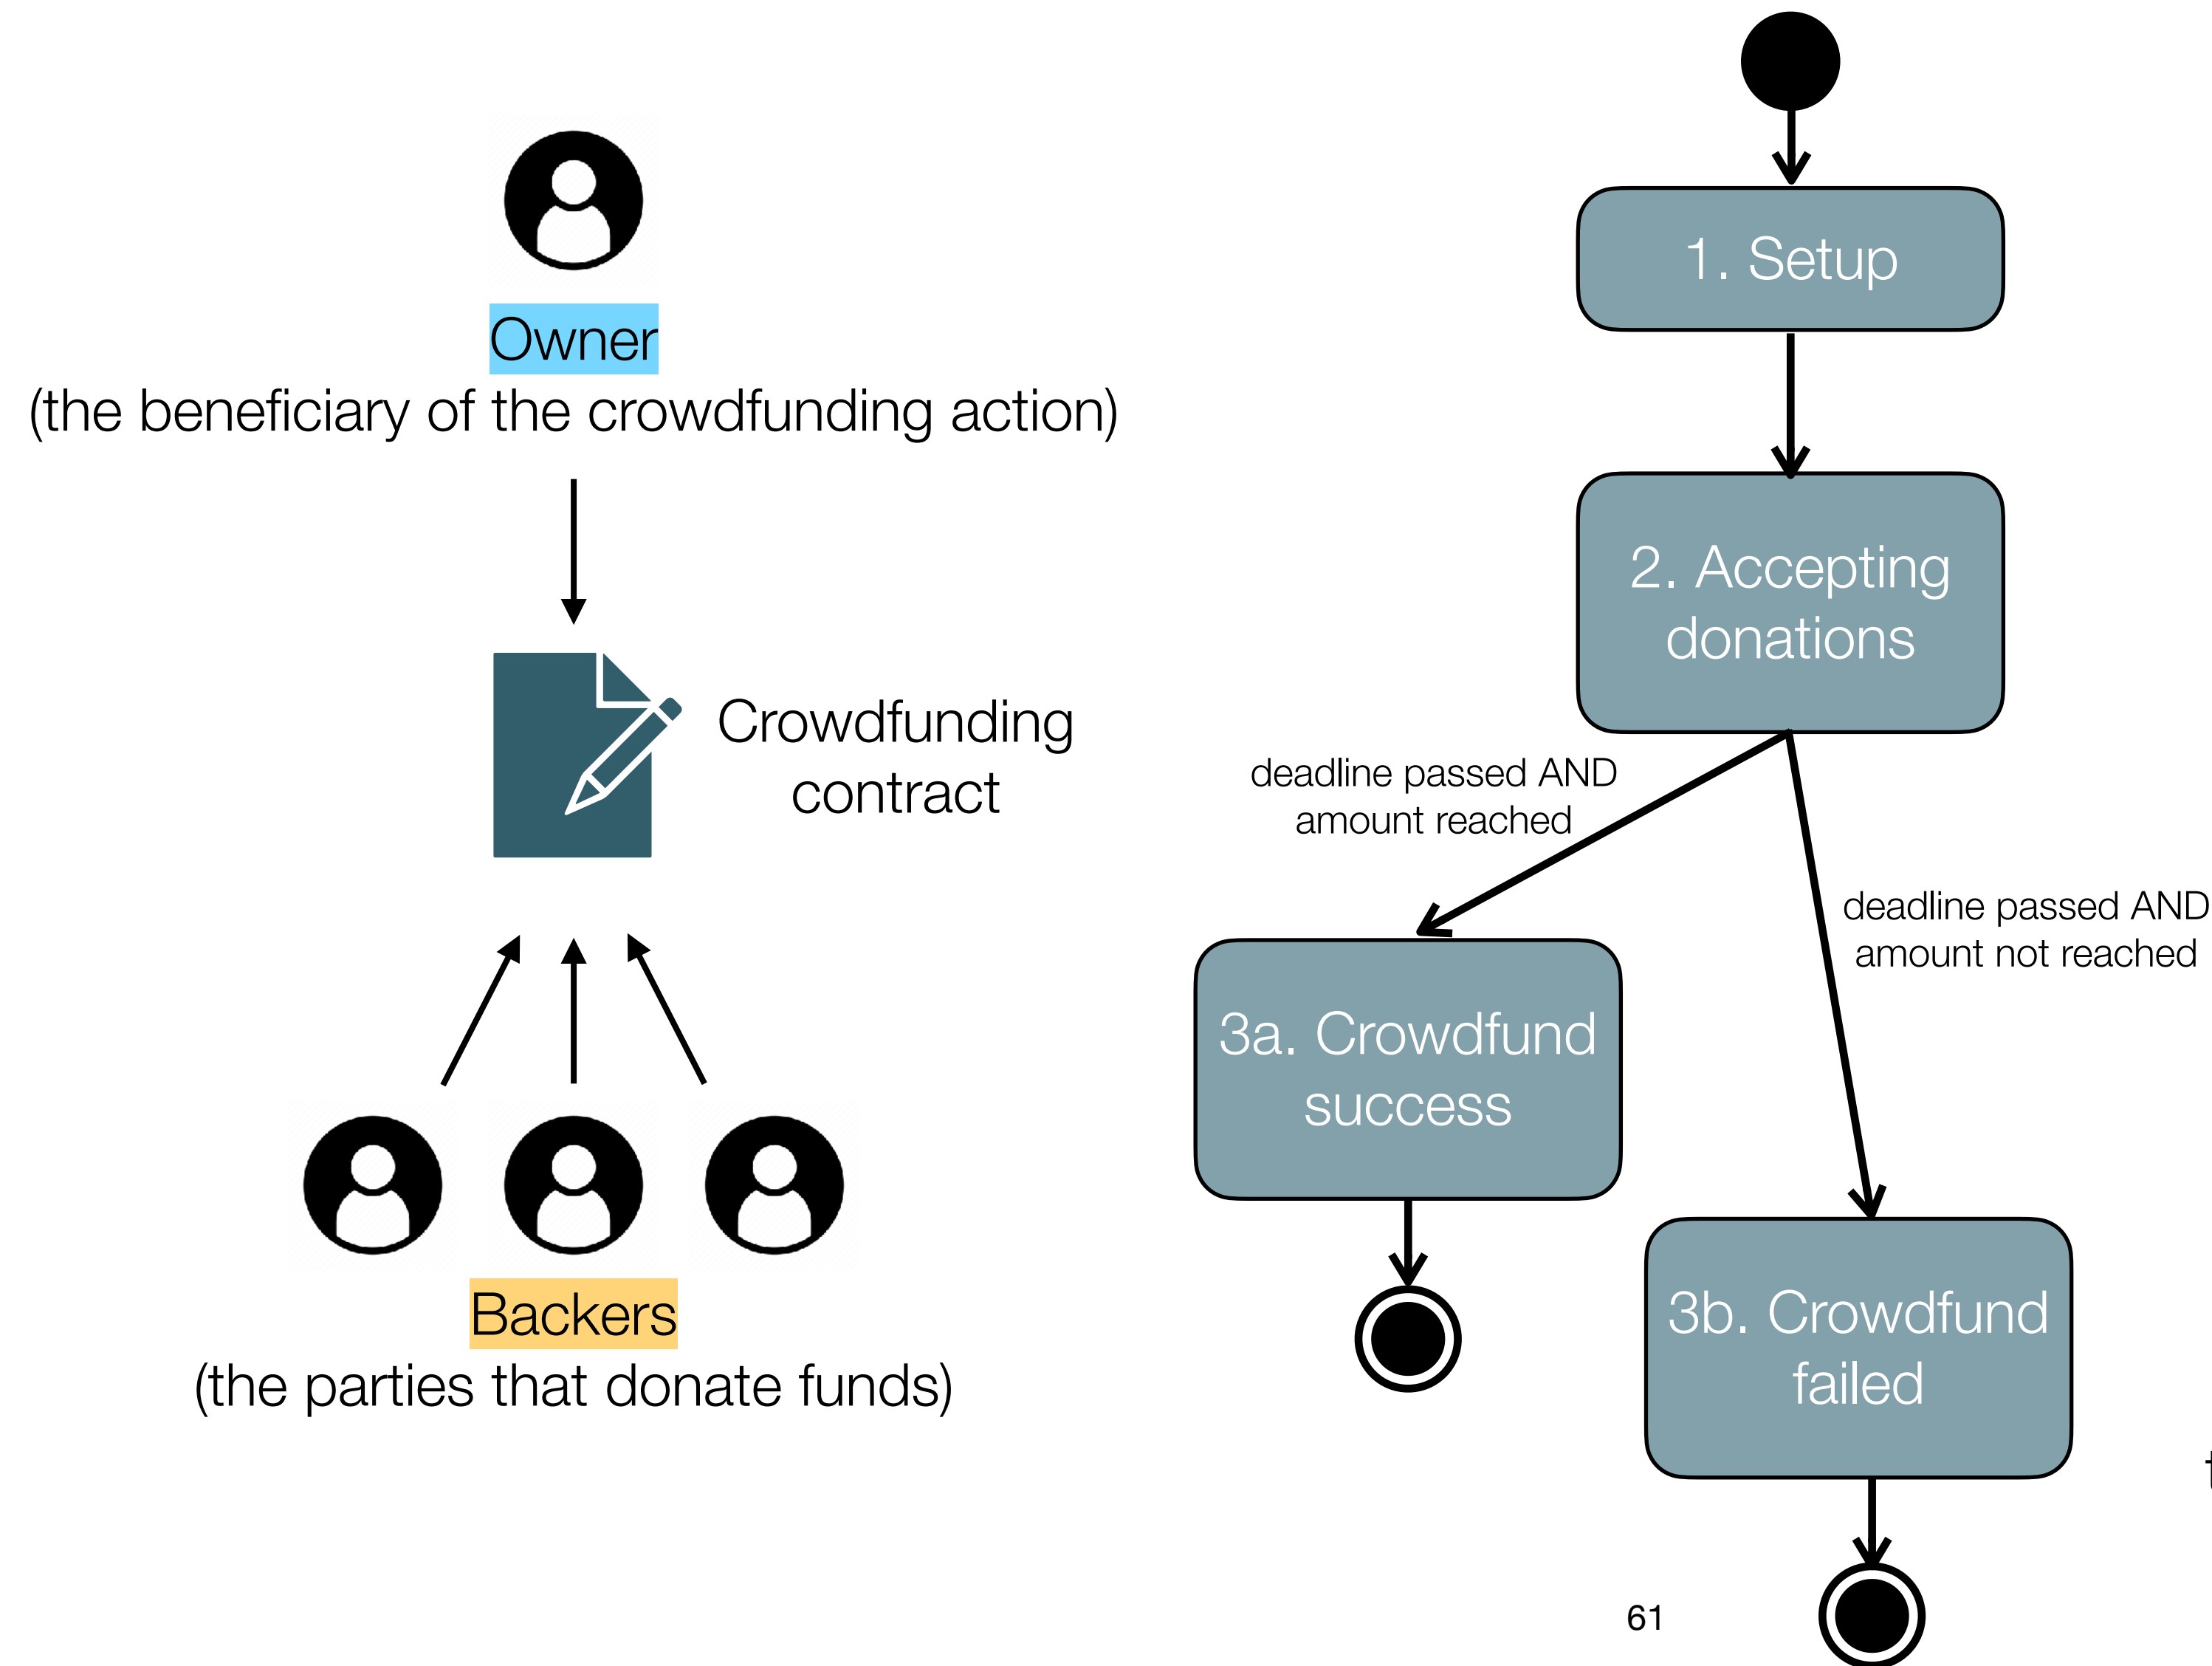 Owner
(the beneficiary of the crowdfunding action)
Crowdfunding
contract
Backers
(the parties that donate funds)
1. Setup
2. Accepting
donations
deadline passed AND
amount reached
deadline passed AND
amount not reached
3a. Crowdfund
success
3b. Crowdfund
failed
61